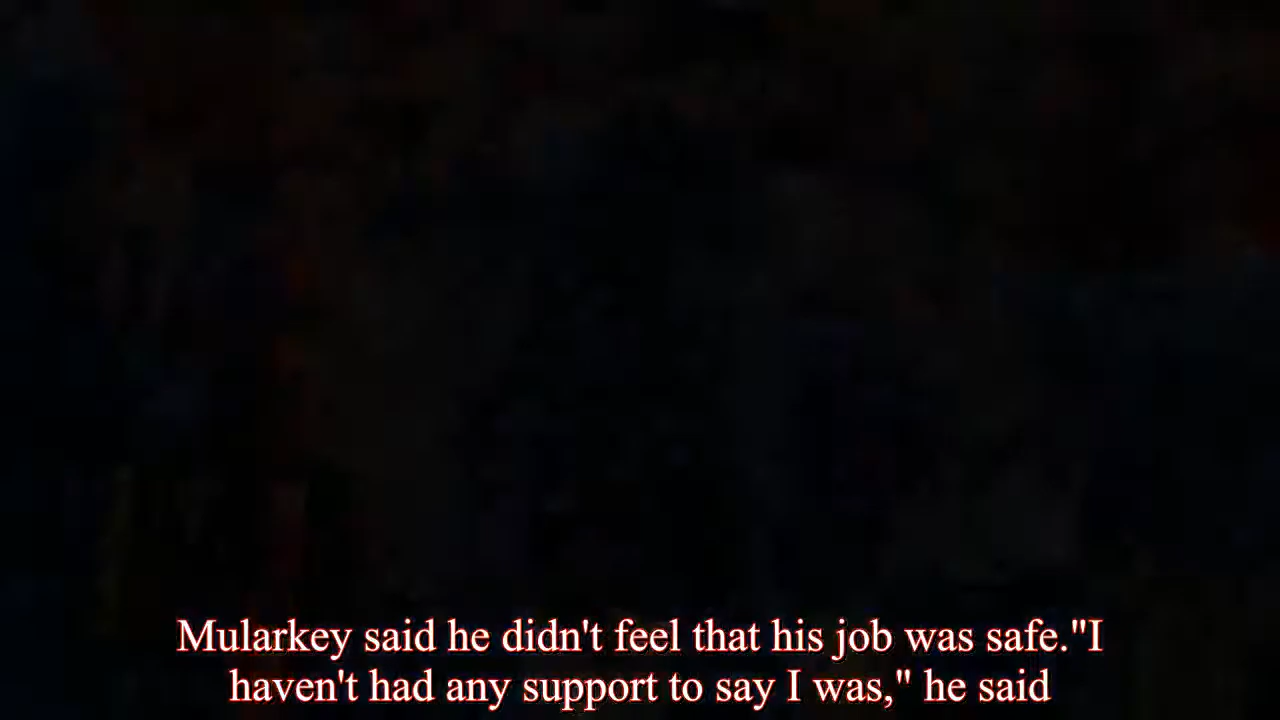 Mularkey said he didn't feel that his job was safe."I
haven't had any support to say I was," he said